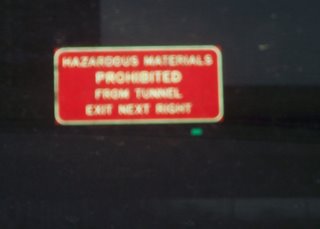 HAZARDOUS MATERIALS
PROHIBITED
FROM TUNNEL
EXIT NEXT RIGHT